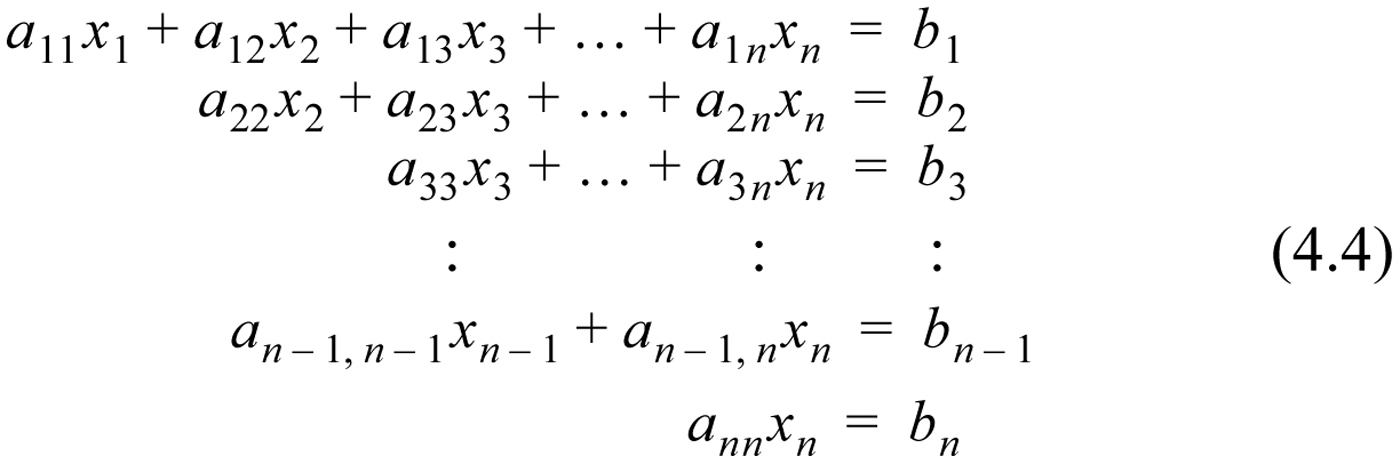 a₁₁x₁ + a₁₂x₂ + a₁₃x₃ + … + a₁ₙxₙ = b₁
a₂₂x₂ + a₂₃x₃ + … + a₂ₙxₙ = b₂
a₃₃x₃ + … + a₃ₙxₙ = b₃
: : : (4.4)
aₙ₋₁,ₙ₋₁xₙ₋₁ + aₙ₋₁,ₙxₙ = bₙ₋₁
aₙₙxₙ = bₙ